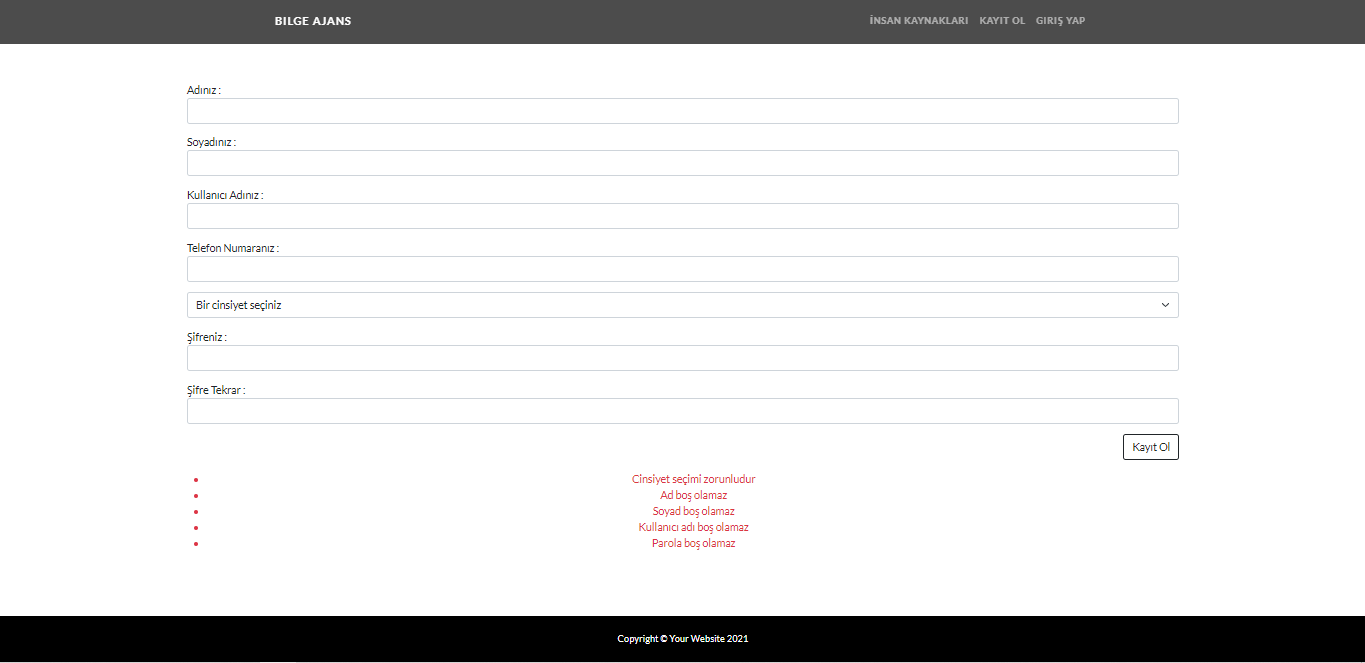 BILGE AJANS
İNSAN KAYNAKLARI KAYIT OL GIRIŞ YAP
Adınız :
Soyadınız :
Kullanıcı Adınız :
Telefon Numaranız :
Bir cinsiyet seçiniz
Şifreniz :
Şifre Tekrar :
Kayıt Ol
Cinsiyet seçimi zorunludur
Ad boş olamaz
Soyad boş olamaz
Kullanıcı adı boş olamaz
Parola boş olamaz
Copyright © Your Website 2021